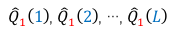 Q̂₁(1), Q̂₁(2), ⋯, Q̂₁(L)